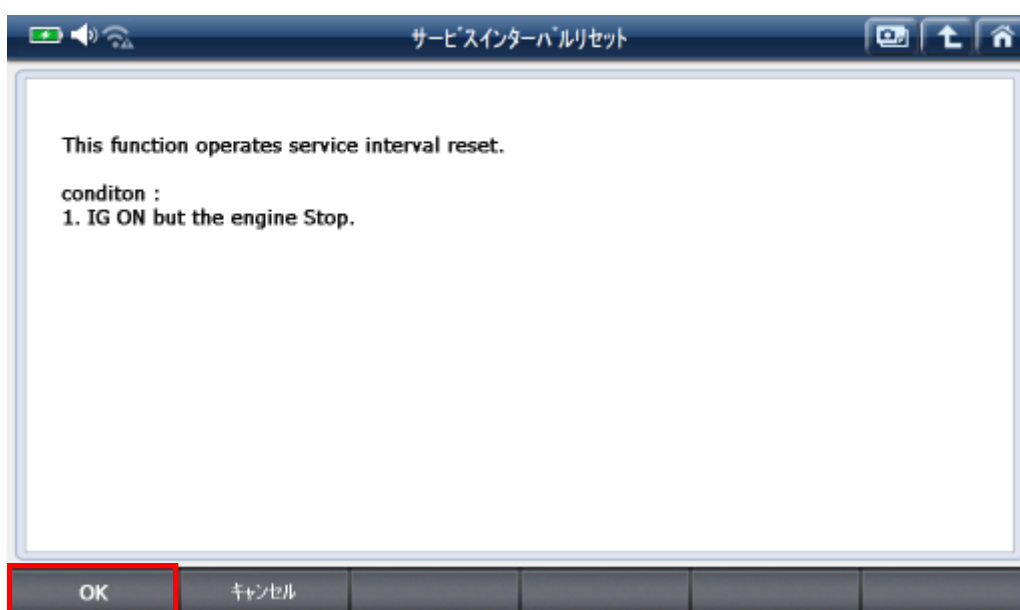 サービスインターバルリセット
This function operates service interval reset.
conditon :
1. IG ON but the engine Stop.
OK
キャンセル